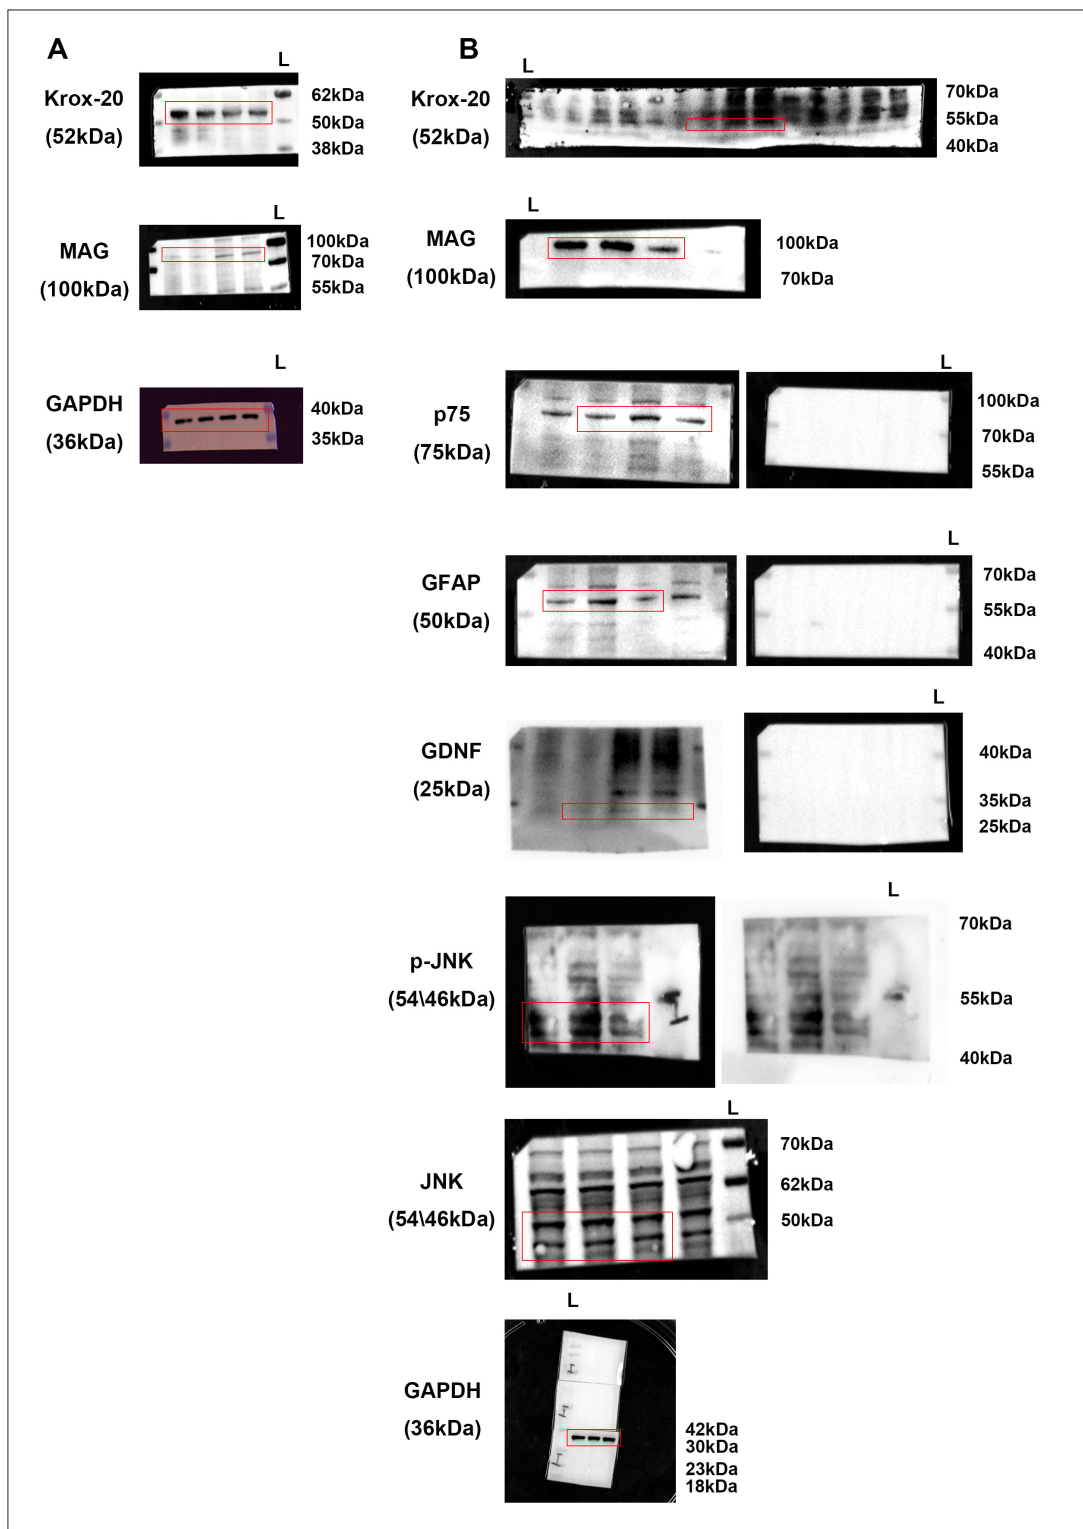 A
L
Krox-20
(52kDa)
62kDa
50kDa
38kDa
L
MAG
(100kDa)
100kDa
70kDa
55kDa
L
GAPDH
(36kDa)
40kDa
35kDa
B
L
Krox-20
(52kDa)
70kDa
55kDa
40kDa
L
MAG
(100kDa)
100kDa
70kDa
L
p75
(75kDa)
100kDa
70kDa
55kDa
L
GFAP
(50kDa)
70kDa
55kDa
40kDa
L
GDNF
(25kDa)
40kDa
35kDa
25kDa
L
p-JNK
(54\46kDa)
70kDa
55kDa
40kDa
L
JNK
(54\46kDa)
70kDa
62kDa
50kDa
L
GAPDH
(36kDa)
42kDa
30kDa
23kDa
18kDa